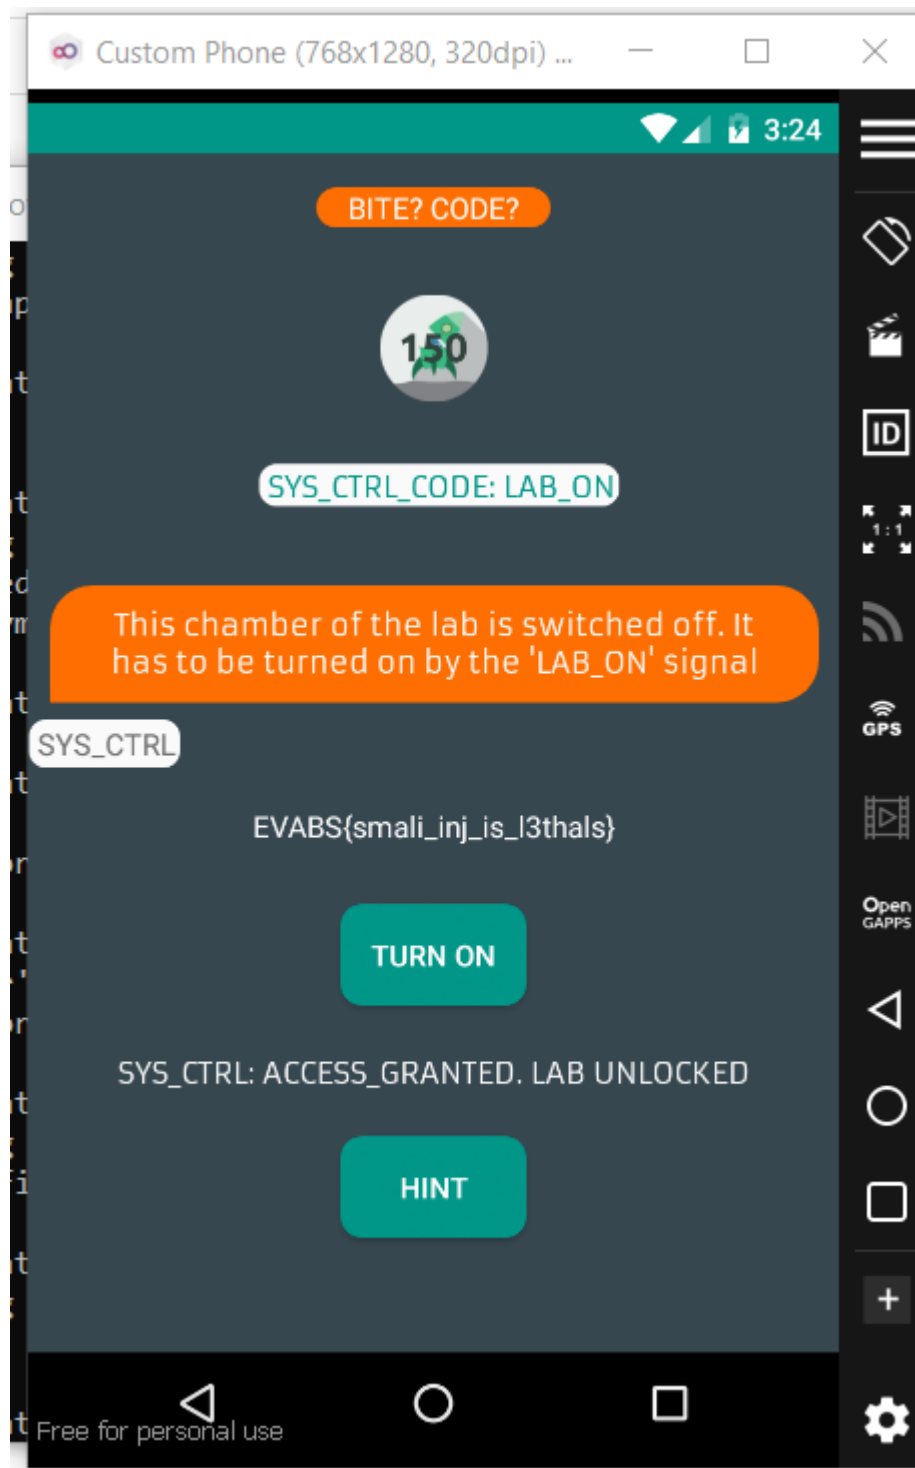 Custom Phone (768x1280, 320dpi) ...
3:24
BITE? CODE?
150
ID
SYS_CTRL_CODE: LAB_ON
1:1
This chamber of the lab is switched off. It
has to be turned on by the 'LAB_ON' signal
SYS_CTRL
GPS
EVABS{smali_inj_is_l3thals}
Open
GAPPS
TURN ON
SYS_CTRL: ACCESS_GRANTED. LAB UNLOCKED
HINT
Free for personal use